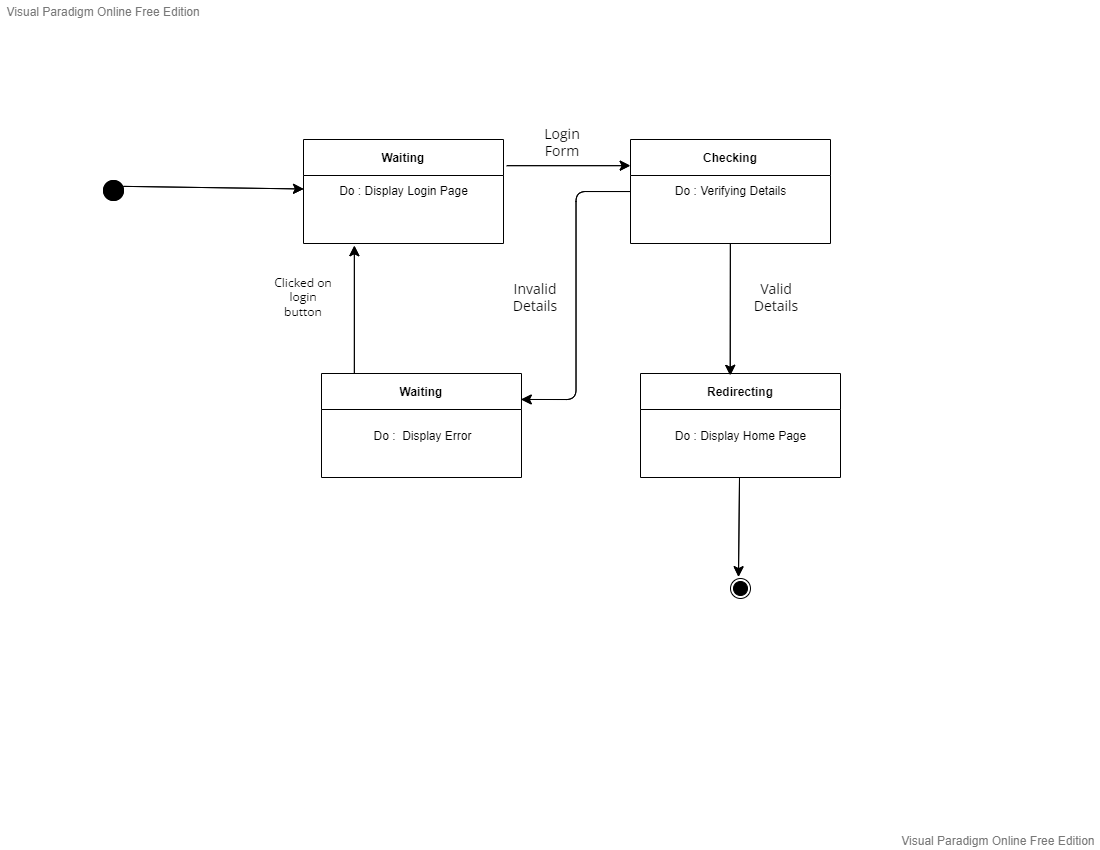 Visual Paradigm Online Free Edition
Login
Form
Waiting
Do : Display Login Page
Checking
Do : Verifying Details
Clicked on
login
button
Invalid
Details
Valid
Details
Waiting
Do :  Display Error
Redirecting
Do : Display Home Page
Visual Paradigm Online Free Edition